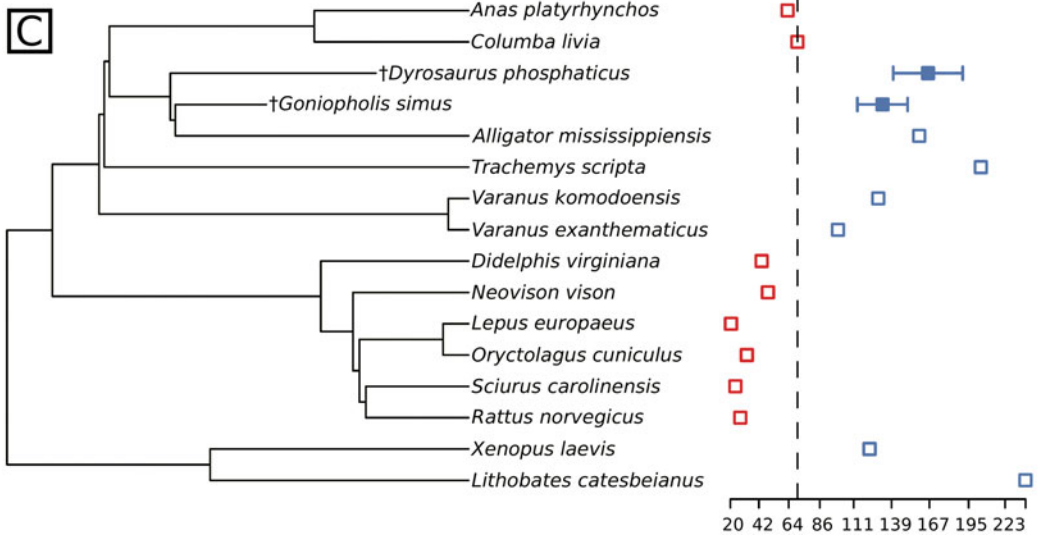 C
Anas platyrhynchos
Columba livia
†Dyrosaurus phosphaticus
†Goniopholis simus
Alligator mississippiensis
Trachemys scripta
Varanus komodoensis
Varanus exanthematicus
Didelphis virginiana
Neovison vison
Lepus europaeus
Oryctolagus cuniculus
Sciurus carolinensis
Rattus norvegicus
Xenopus laevis
Lithobates catesbeianus
20 42 64 86 111 139 167 195 223